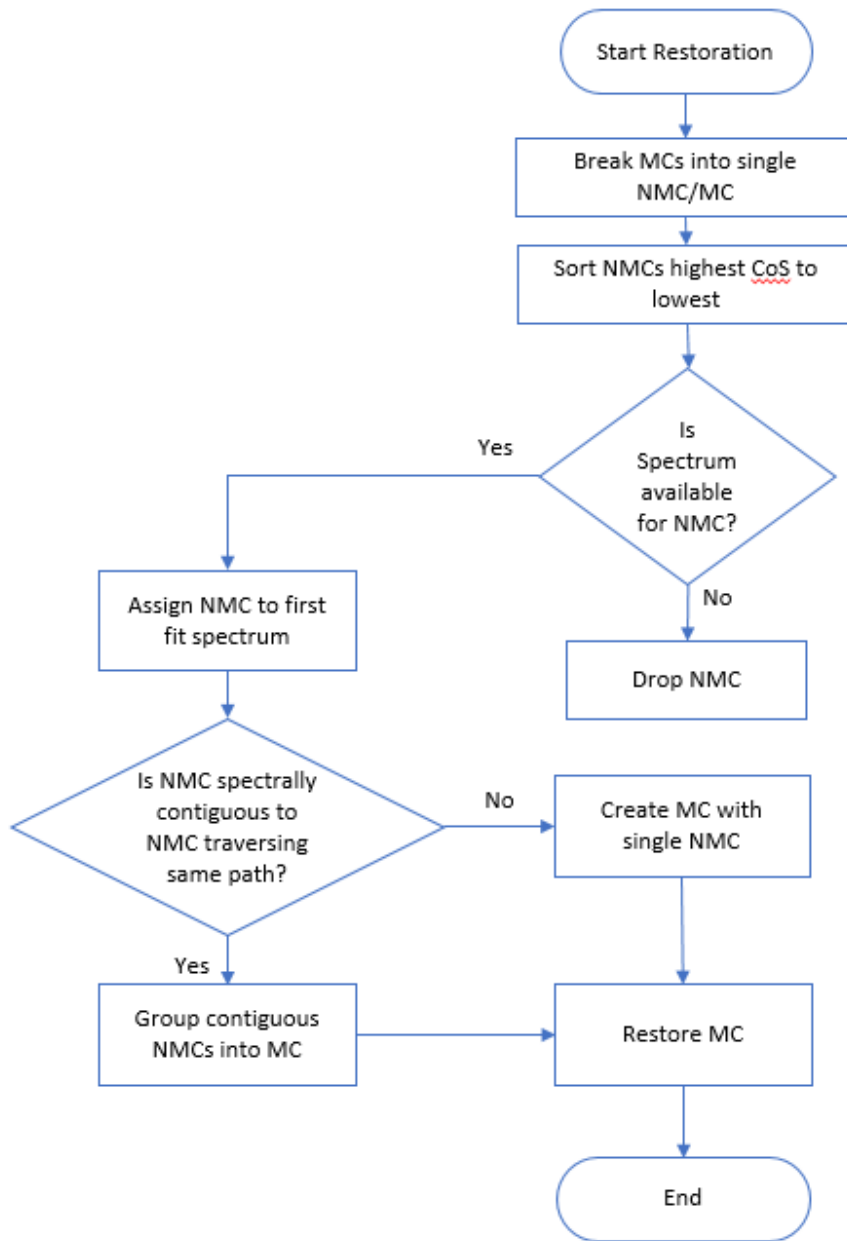 Start Restoration
Break MCs into single
NMC/MC
Sort NMCs highest CoS to
lowest
Is
Spectrum
available
for NMC?
Yes
No
Assign NMC to first
fit spectrum
Drop NMC
Is NMC spectrally
contiguous to
NMC traversing
same path?
No
Create MC with
single NMC
Yes
Group contiguous
NMCs into MC
Restore MC
End